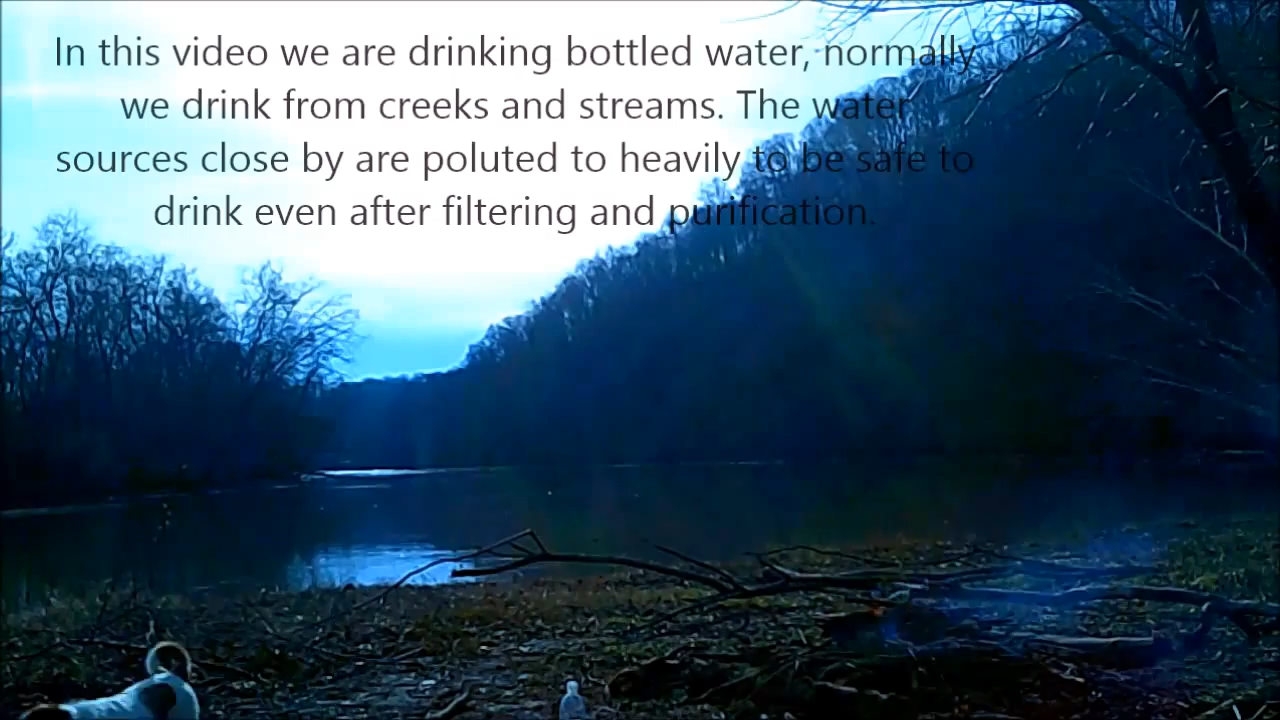 In this video we are drinking bottled water, normally
we drink from creeks and streams. The water
sources close by are poluted to heavily to be safe to
drink even after filtering and purification.